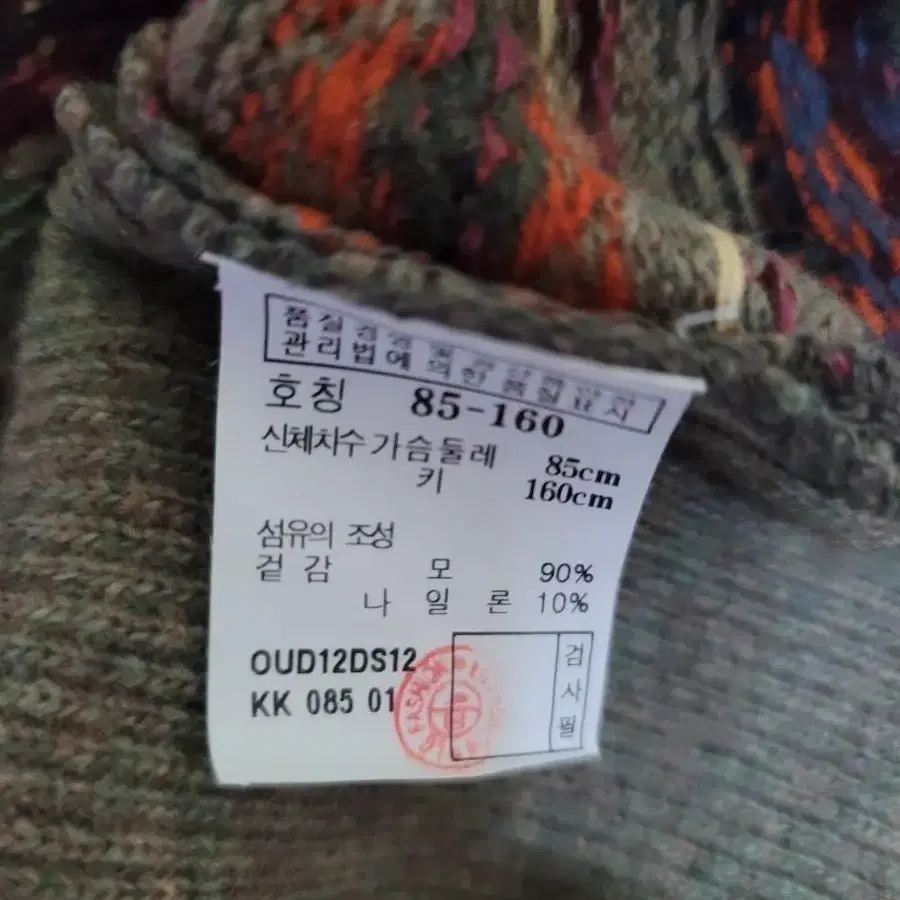 품질경영 및 공산품 안전
관리법에 의한 품질표시
호칭 85-160
신체치수 가슴둘레 85cm
키 160cm
섬유의 조성
겉감 모 90%
나일론 10%
OUD12DS12
KK 085 01
검사필
FASHION